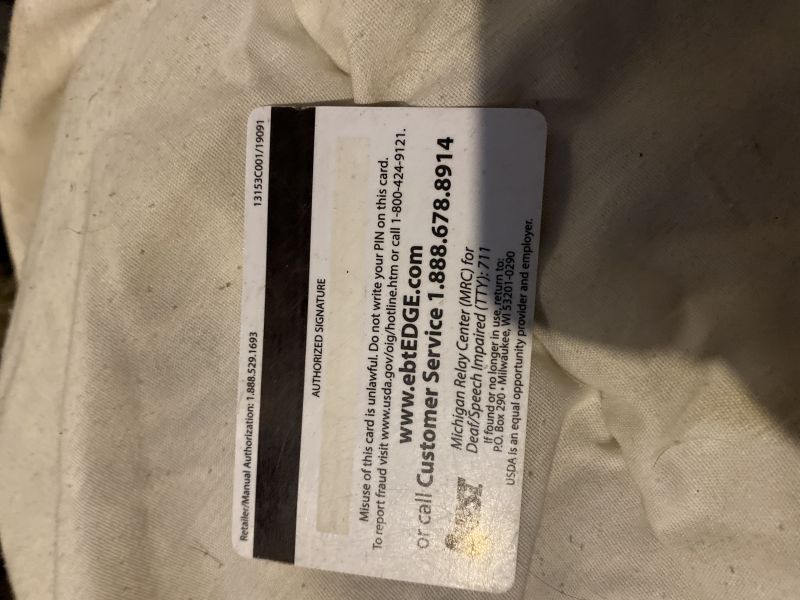 Retailer/Manual Authorization: 1.888.529.1693 13153C001/19091
AUTHORIZED SIGNATURE
Misuse of this card is unlawful. Do not write your PIN on this card.
To report fraud visit www.usda.gov/oig/hotline.htm or call 1-800-424-9121.
www.ebtEDGE.com
or call Customer Service 1.888.678.8914
Michigan Relay Center (MRC) for
Deaf/Speech Impaired (TTY): 711
If found or no longer in use, return to:
P.O. Box 290 • Milwaukee, WI 53201-0290
USDA is an equal opportunity provider and employer.